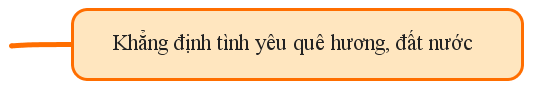 Khẳng định tình yêu quê hương, đất nước